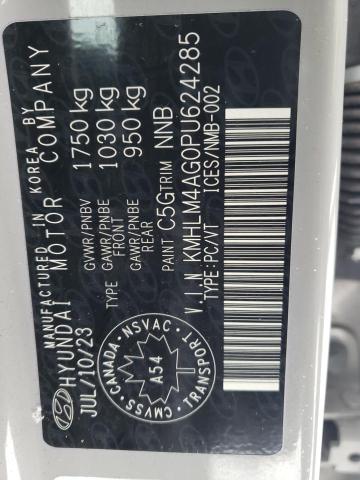 MANUFACTURED IN KOREA BY
HYUNDAI MOTOR COMPANY
JUL/10/23
GVWR/PNBV 1750 kg
TYPE GAWR/PNBE FRONT 1030 kg
GAWR/PNBE REAR 950 kg
PAINT C5G TRIM NNB
V.I.N KMHLM4AG0PU624285
TYPE:PC/VT ICES/NMB-002
CANADA NSVAC TRANSPORT CMVSS
A54